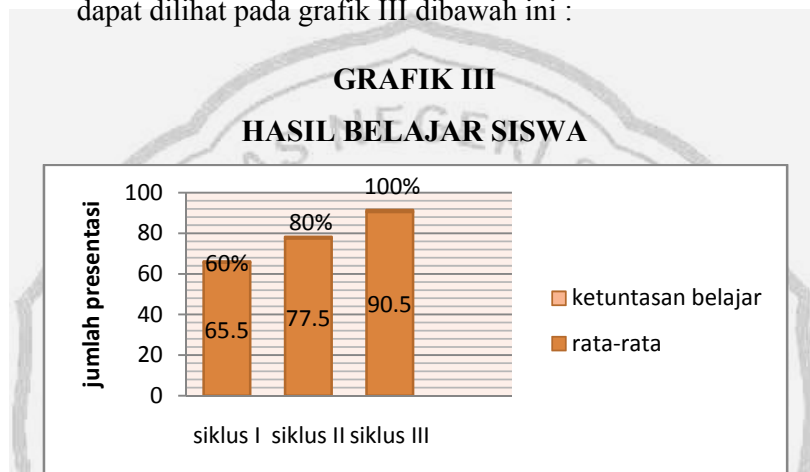 dapat dilihat pada grafik III dibawah ini :
GRAFIK III
HASIL BELAJAR SISWA
jumlah presentasi
100
80
60
40
20
0
60%
80%
100%
65.5
77.5
90.5
siklus I siklus II siklus III
ketuntasan belajar
rata-rata